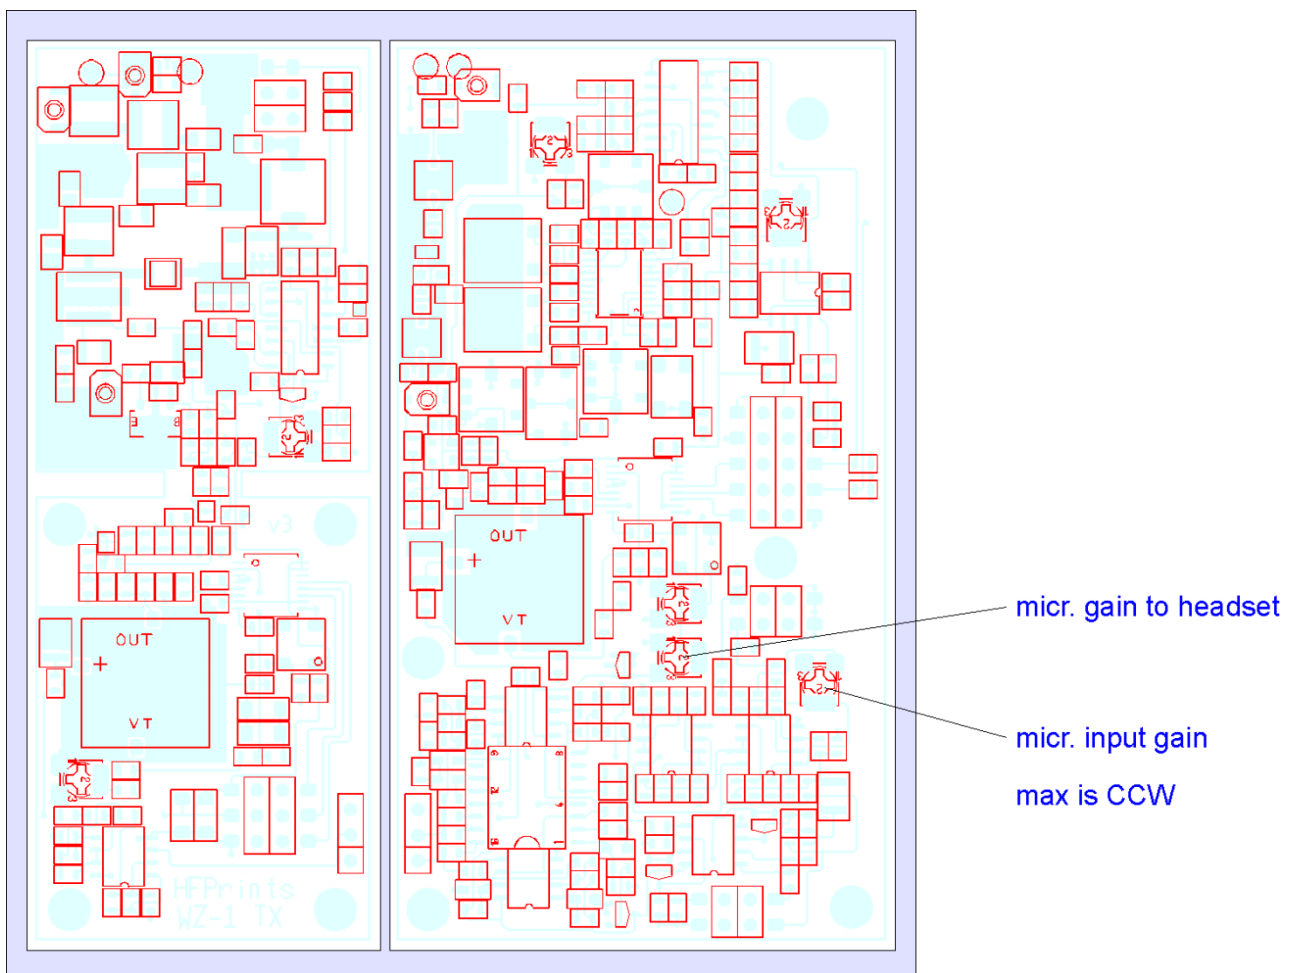 v3
OUT
+
VT
OUT
+
VT
HFPrints
WZ-1 TX
micr. gain to headset
micr. input gain
max is CCW